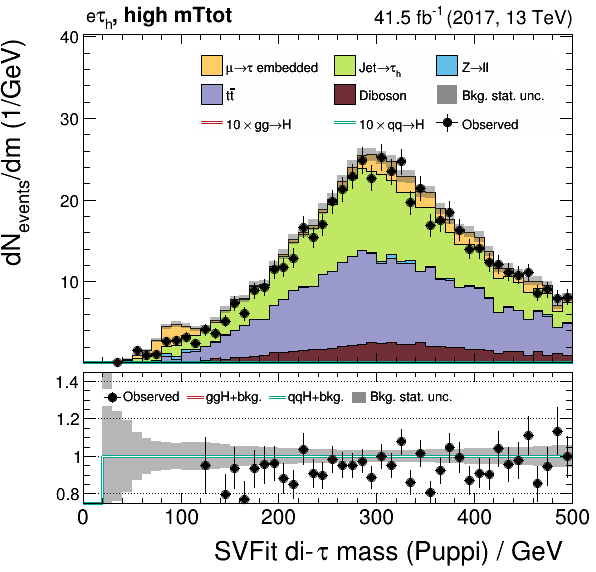 eτh, high mTtot 41.5 fb⁻¹ (2017, 13 TeV)
dNevents/dm (1/GeV)
40
30
20
10
μ→τ embedded Jet→τh Z→ll
tt̄ Diboson Bkg. stat. unc.
10 × gg→H 10 × qq→H Observed
1.4
1.2
1
0.8
Observed ggH+bkg. qqH+bkg. Bkg. stat. unc.
0 100 200 300 400 500
SVFit di-τ mass (Puppi) / GeV